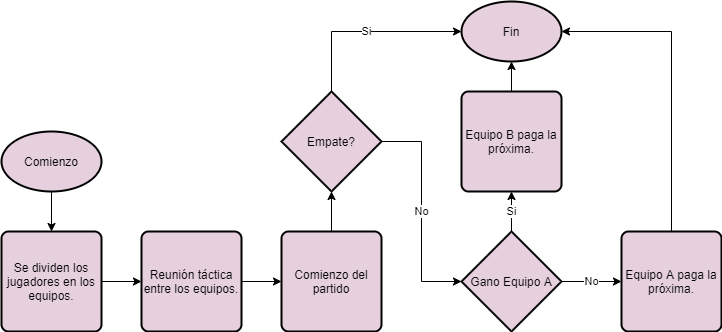 Comienzo
Se dividen los
jugadores en los
equipos.
Reunión táctica
entre los equipos.
Comienzo del
partido
Empate?
Si
Fin
No
Gano Equipo A
Si
Equipo B paga la
próxima.
No
Equipo A paga la
próxima.